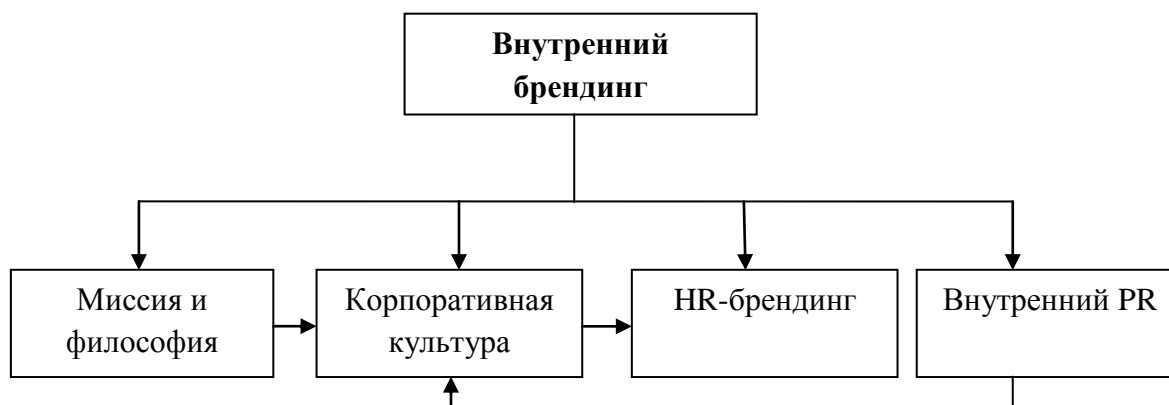 Внутренний
брендинг
Миссия и
философия
Корпоративная
культура
HR-брендинг
Внутренний PR